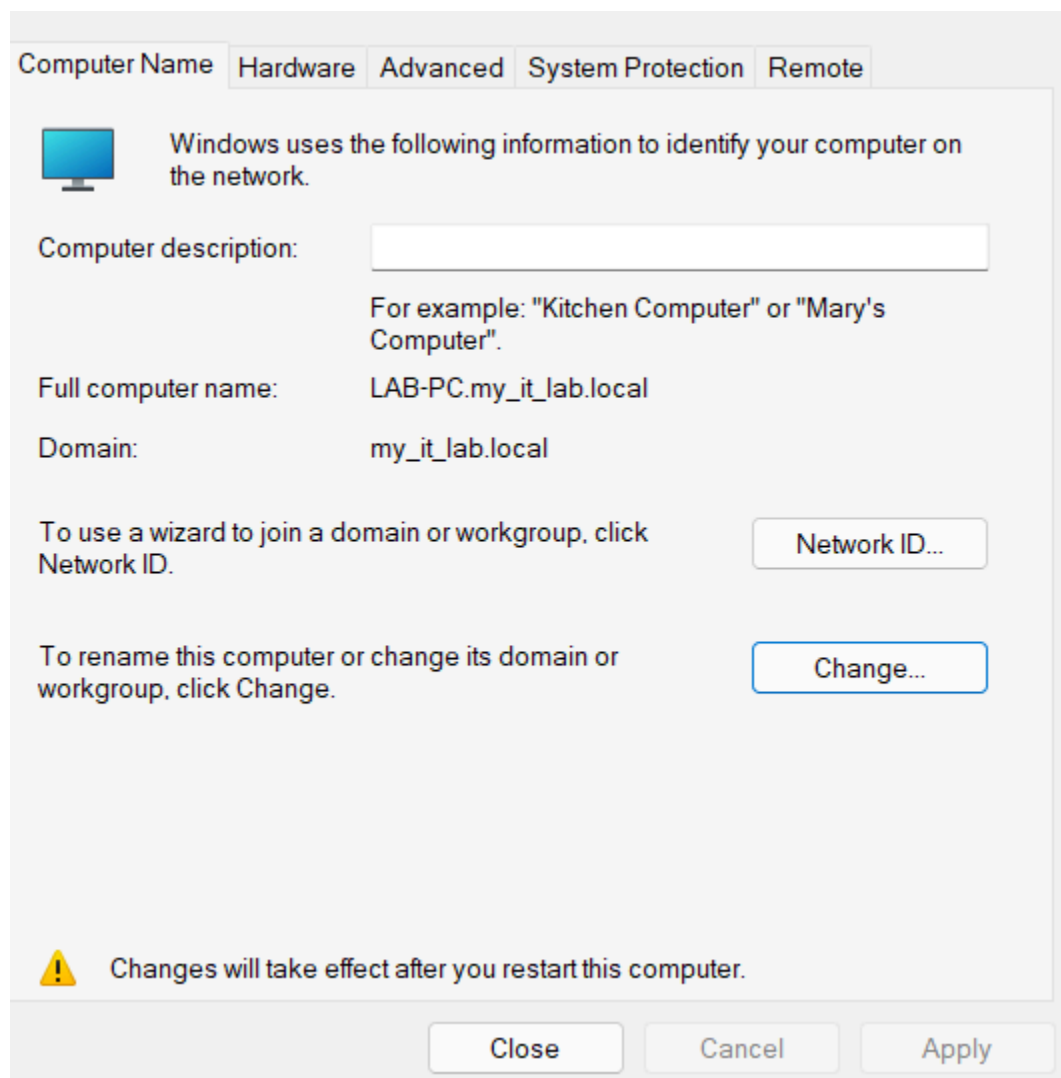 Computer Name Hardware Advanced System Protection Remote
Windows uses the following information to identify your computer on
the network.
Computer description:
For example: "Kitchen Computer" or "Mary's
Computer".
Full computer name: LAB-PC.my_it_lab.local
Domain: my_it_lab.local
To use a wizard to join a domain or workgroup, click
Network ID.
Network ID...
To rename this computer or change its domain or
workgroup, click Change.
Change...
Changes will take effect after you restart this computer.
Close Cancel Apply